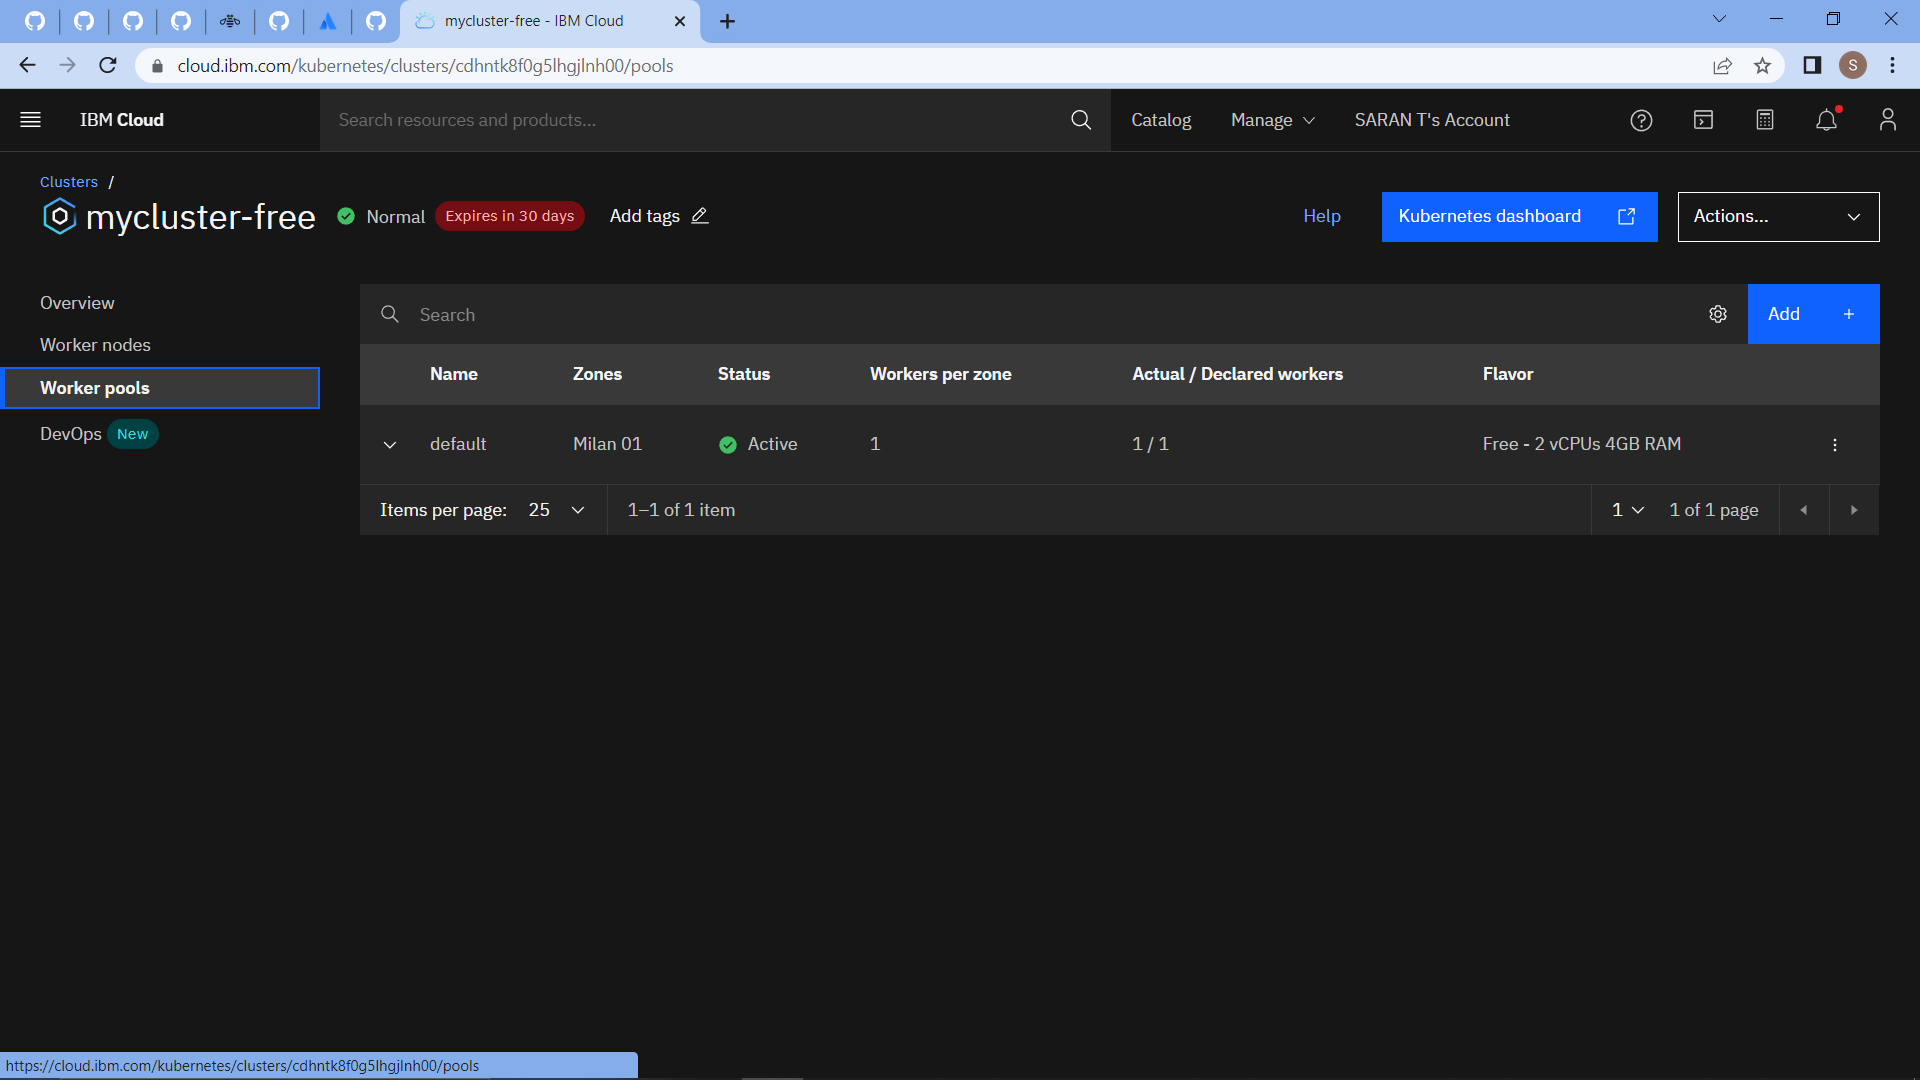 mycluster-free - IBM Cloud
cloud.ibm.com/kubernetes/clusters/cdhntk8f0g5lhgjlnh00/pools
S
IBM Cloud
Search resources and products...
Catalog
Manage
SARAN T's Account
Clusters /
mycluster-free
Normal
Expires in 30 days
Add tags
Help
Kubernetes dashboard
Actions...
Overview
Worker nodes
Worker pools
DevOps New
Search
Add +
Name Zones Status Workers per zone Actual / Declared workers Flavor
default Milan 01 Active 1 1 / 1 Free - 2 vCPUs 4GB RAM
Items per page: 25 1–1 of 1 item 1 1 of 1 page
https://cloud.ibm.com/kubernetes/clusters/cdhntk8f0g5lhgjlnh00/pools